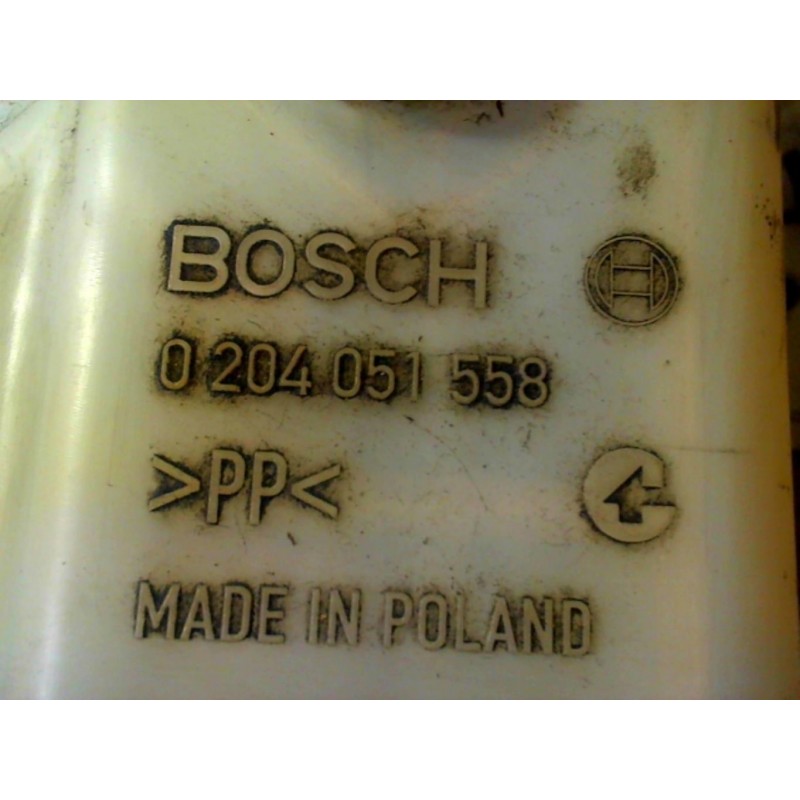 BOSCH
0 204 051 558
>PP<
MADE IN POLAND